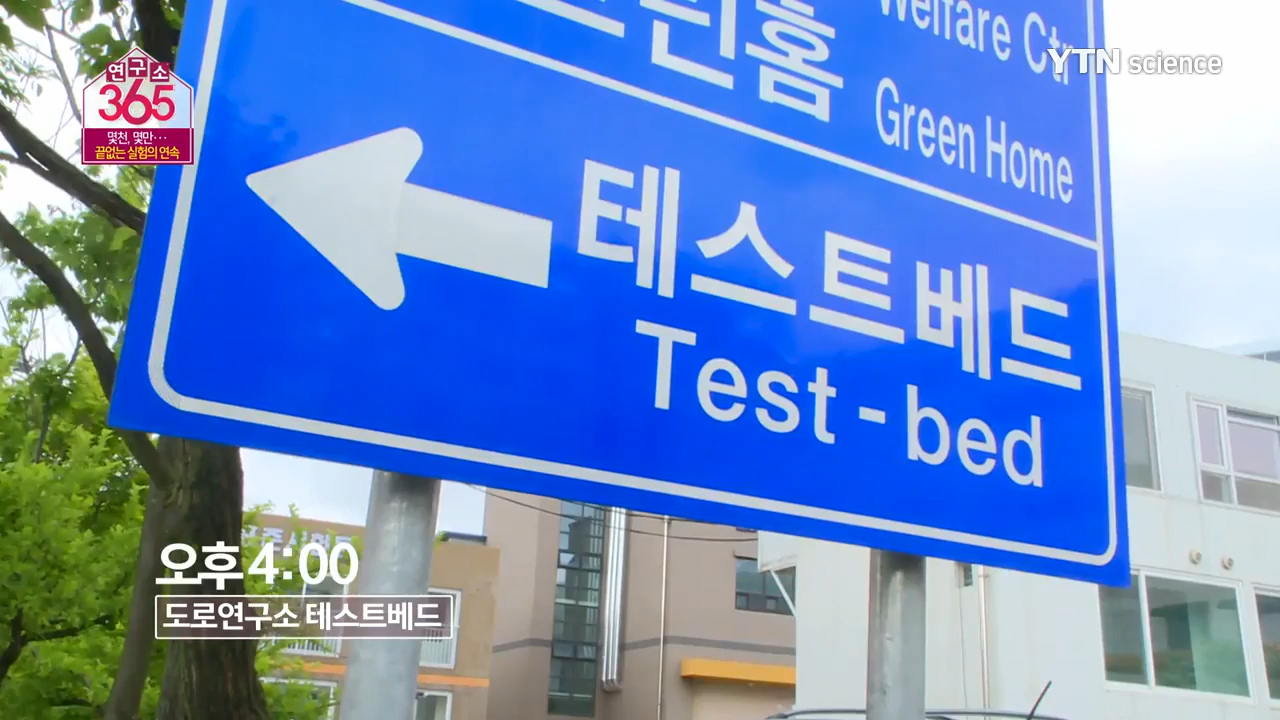 연구소
365
몇천, 몇만…
끝없는 실험의 연속
YTN science
Welfare Ctr
린홈
Green Home
테스트베드
Test - bed
오후 4:00
도로연구소 테스트베드